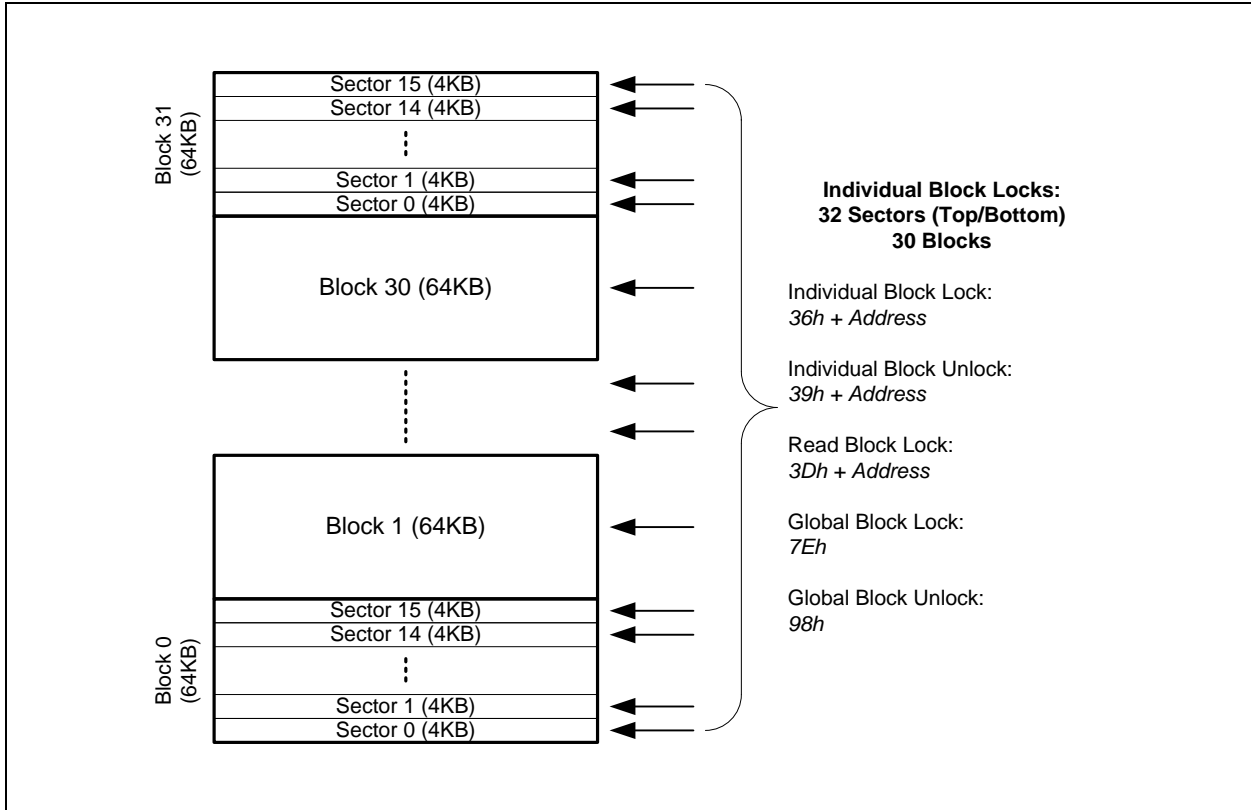 Block 31
(64KB)
Sector 15 (4KB)
Sector 14 (4KB)
Sector 1 (4KB)
Sector 0 (4KB)
Block 30 (64KB)
Block 1 (64KB)
Block 0
(64KB)
Sector 15 (4KB)
Sector 14 (4KB)
Sector 1 (4KB)
Sector 0 (4KB)
Individual Block Locks:
32 Sectors (Top/Bottom)
30 Blocks
Individual Block Lock:
36h + Address
Individual Block Unlock:
39h + Address
Read Block Lock:
3Dh + Address
Global Block Lock:
7Eh
Global Block Unlock:
98h